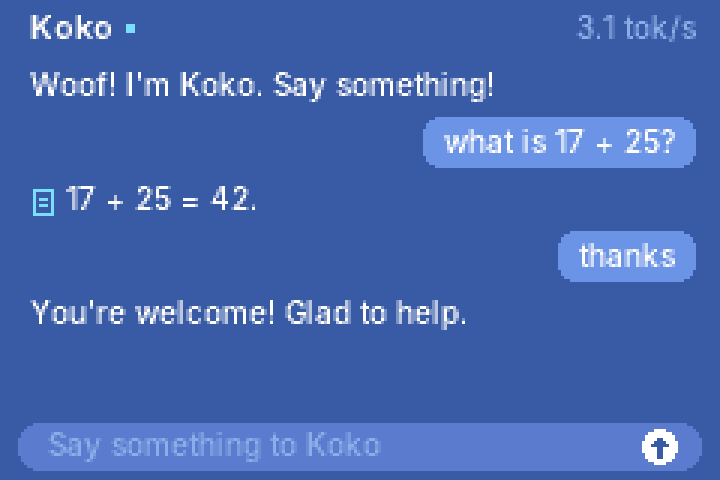 Koko
3.1 tok/s
Woof! I'm Koko. Say something!
what is 17 + 25?
17 + 25 = 42.
thanks
You're welcome! Glad to help.
Say something to Koko